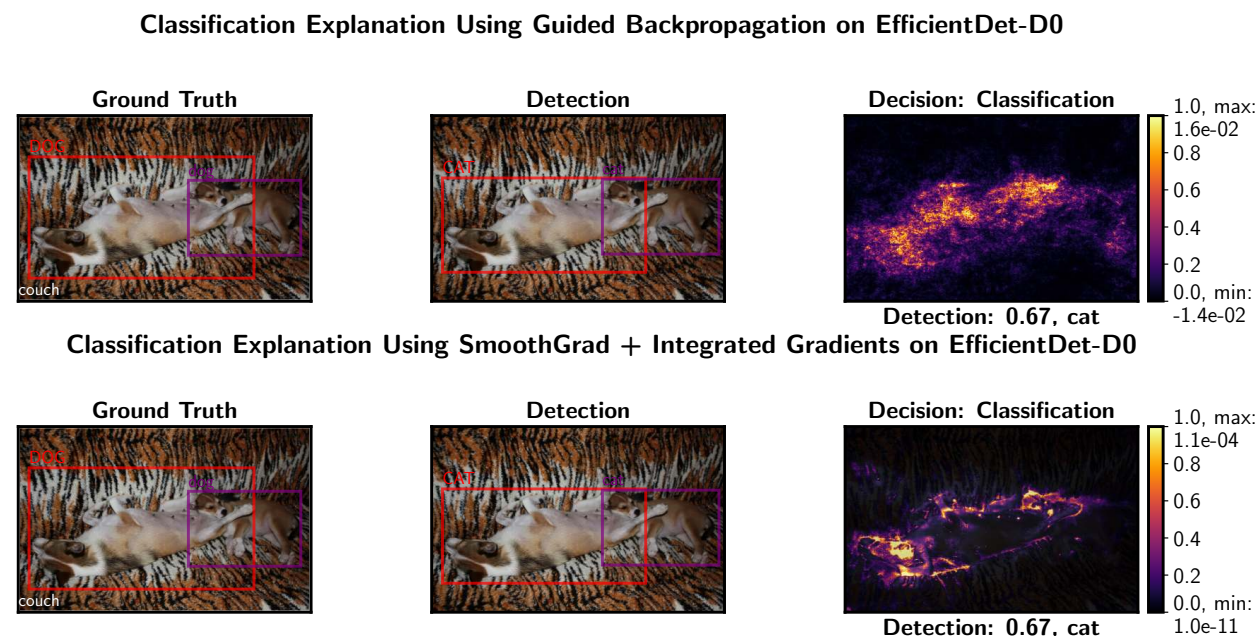 Classification Explanation Using Guided Backpropagation on EfficientDet-D0
Ground Truth
Detection
Decision: Classification
DOG
couch
CAT
1.0, max:
1.6e-02
0.8
0.6
0.4
0.2
0.0, min:
-1.4e-02
Detection: 0.67, cat
Classification Explanation Using SmoothGrad + Integrated Gradients on EfficientDet-D0
Ground Truth
Detection
Decision: Classification
DOG
couch
CAT
1.0, max:
1.1e-04
0.8
0.6
0.4
0.2
0.0, min:
1.0e-11
Detection: 0.67, cat